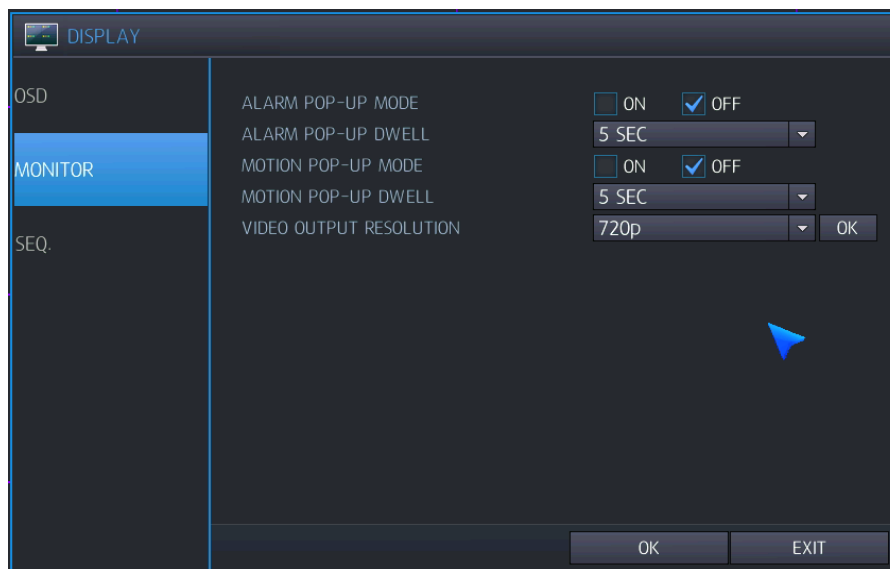 DISPLAY
OSD
MONITOR
SEQ.
ALARM POP-UP MODE ON OFF
ALARM POP-UP DWELL 5 SEC
MOTION POP-UP MODE ON OFF
MOTION POP-UP DWELL 5 SEC
VIDEO OUTPUT RESOLUTION 720p OK
OK EXIT